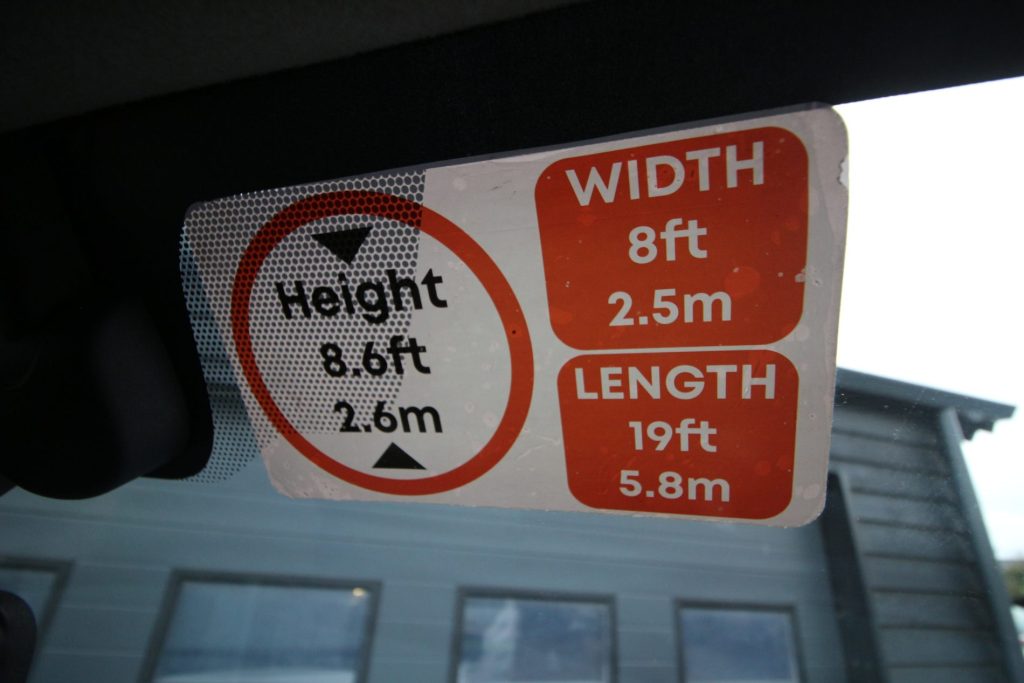 Height
8.6ft
2.6m
WIDTH
8ft
2.5m
LENGTH
19ft
5.8m